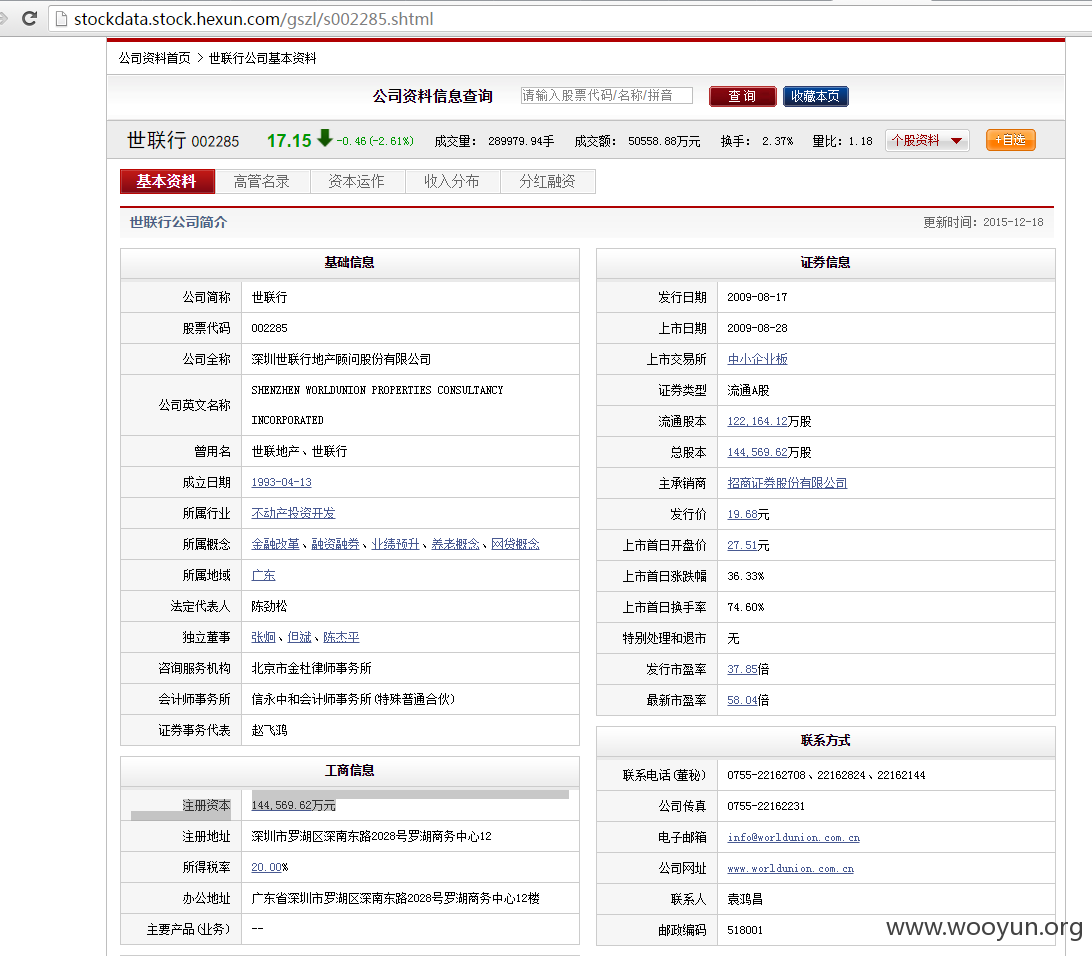 stockdata.stock.hexun.com/gszl/s002285.shtml
公司资料首页 > 世联行公司基本资料
公司资料信息查询 请输入股票代码/名称/拼音 查 询 收藏本页
世联行 002285 17.15 -0.46 (-2.61%) 成交量: 289979.94手 成交额: 50558.88万元 换手: 2.37% 量比: 1.18 个股资料 +自选
基本资料 高管名录 资本运作 收入分布 分红融资
世联行公司简介 更新时间: 2015-12-18
基础信息
公司简称 世联行
股票代码 002285
公司全称 深圳世联行地产顾问股份有限公司
公司英文名称 SHENZHEN WORLDUNION PROPERTIES CONSULTANCY
INCORPORATED
曾用名 世联地产、世联行
成立日期 1993-04-13
所属行业 不动产投资开发
所属概念 金融改革、融资融券、业绩预升、养老概念、网贷概念
所属地域 广东
法定代表人 陈劲松
独立董事 张炯、但斌、陈杰平
咨询服务机构 北京市金杜律师事务所
会计师事务所 信永中和会计师事务所(特殊普通合伙)
证券事务代表 赵飞鸿
工商信息
注册资本 144,569.62万元
注册地址 深圳市罗湖区深南东路2028号罗湖商务中心12
所得税率 20.00%
办公地址 广东省深圳市罗湖区深南东路2028号罗湖商务中心12楼
主要产品(业务) --
证券信息
发行日期 2009-08-17
上市日期 2009-08-28
上市交易所 中小企业板
证券类型 流通A股
流通股本 122,164.12万股
总股本 144,569.62万股
主承销商 招商证券股份有限公司
发行价 19.68元
上市首日开盘价 27.51元
上市首日涨跌幅 36.33%
上市首日换手率 74.60%
特别处理和退市 无
发行市盈率 37.85倍
最新市盈率 58.04倍
联系方式
联系电话(董秘) 0755-22162708、22162824、22162144
公司传真 0755-22162231
电子邮箱 info@worldunion.com.cn
公司网址 www.worldunion.com.cn
联系人 袁鸿昌
邮政编码 518001
www.wooyun.org